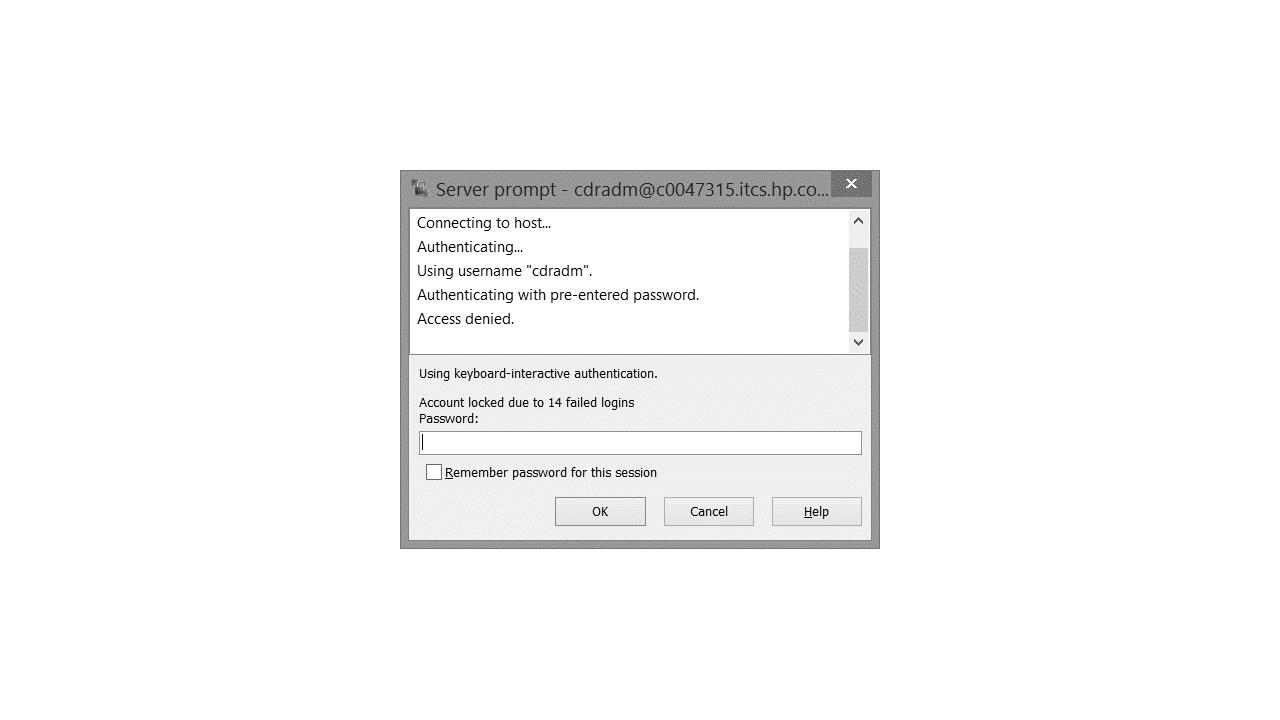 Server prompt - cdradm@c0047315.itcs.hp.co...
Connecting to host...
Authenticating...
Using username "cdradm".
Authenticating with pre-entered password.
Access denied.
Using keyboard-interactive authentication.
Account locked due to 14 failed logins
Password:
Remember password for this session
OK
Cancel
Help